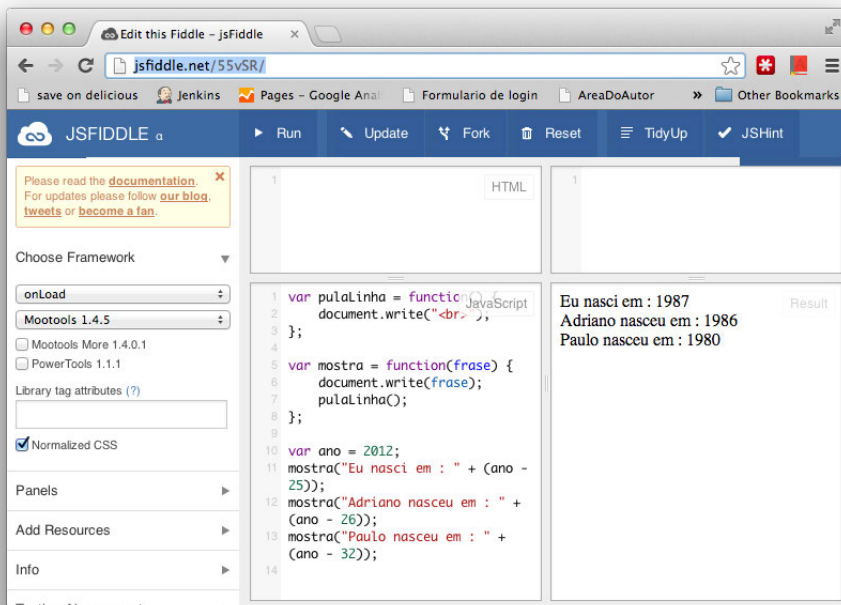 Edit this Fiddle - jsFiddle
jsfiddle.net/55vSR/
save on delicious Jenkins Pages – Google Anal Formulario de login AreaDoAutor » Other Bookmarks
JSFIDDLE α Run Update Fork Reset TidyUp JSHint
Please read the documentation.
For updates please follow our blog,
tweets or become a fan.
Choose Framework
onLoad
Mootools 1.4.5
Mootools More 1.4.0.1
PowerTools 1.1.1
Library tag attributes (?)
Normalized CSS
Panels
Add Resources
Info
1 HTML
1
JavaScript
1 var pulaLinha = function() {
2 document.write("<br>");
3 };
4
5 var mostra = function(frase) {
6 document.write(frase);
7 pulaLinha();
8 };
9
10 var ano = 2012;
11 mostra("Eu nasci em : " + (ano -
25));
12 mostra("Adriano nasceu em : " +
(ano - 26));
13 mostra("Paulo nasceu em : " +
(ano - 32));
14
Result
Eu nasci em : 1987
Adriano nasceu em : 1986
Paulo nasceu em : 1980